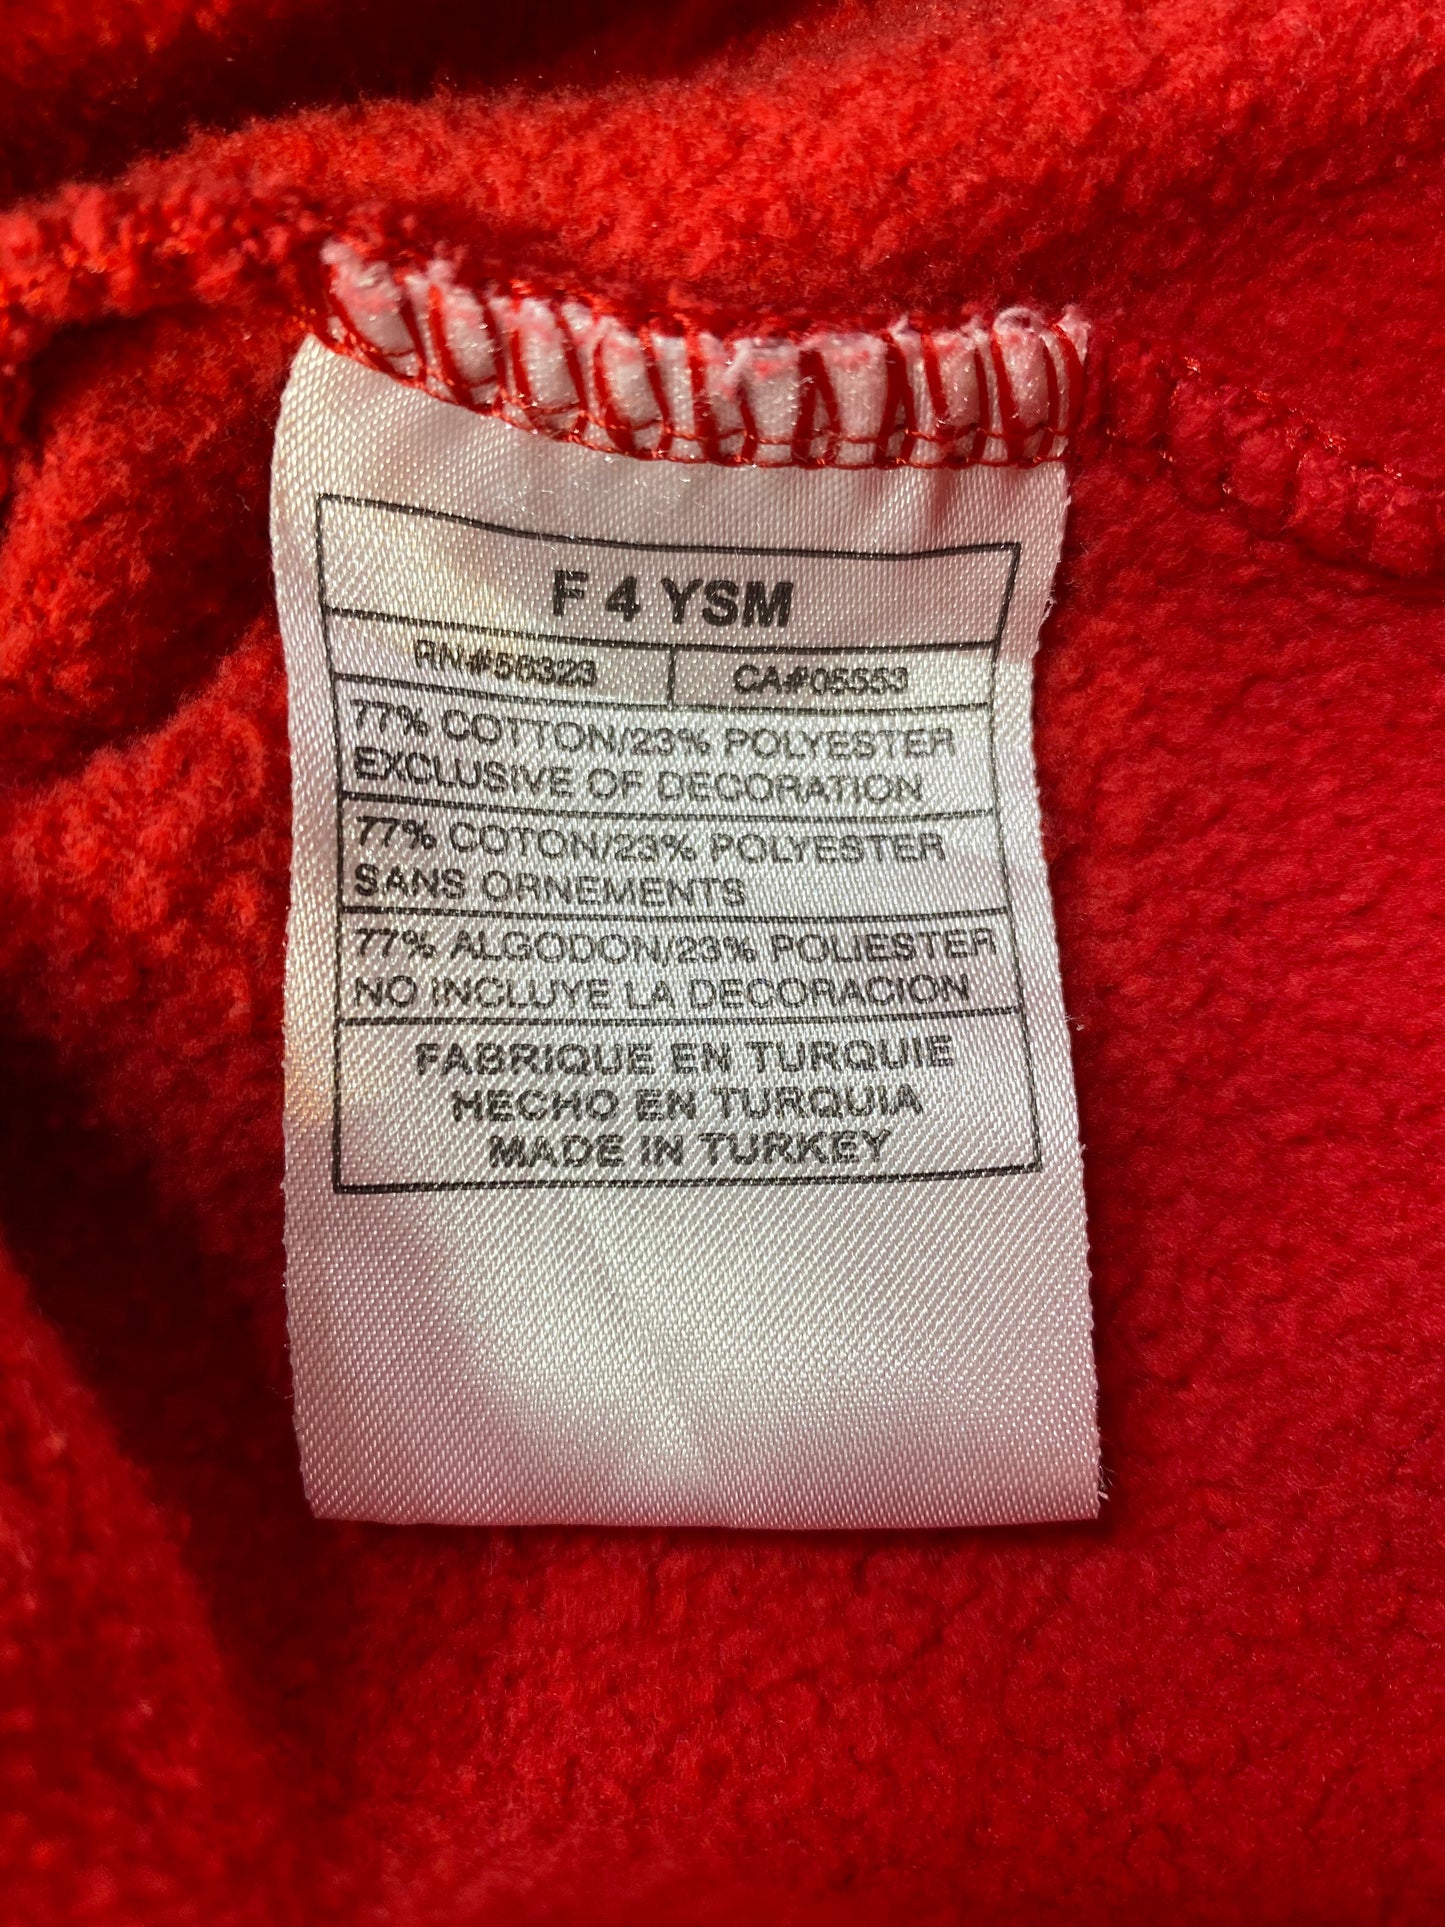 F 4 YSM
RN#56323 CA#05553
77% COTTON/23% POLYESTER
EXCLUSIVE OF DECORATION
77% COTON/23% POLYESTER
SANS ORNEMENTS
77% ALGODON/23% POLIESTER
NO INCLUYE LA DECORACION
FABRIQUE EN TURQUIE
HECHO EN TURQUIA
MADE IN TURKEY